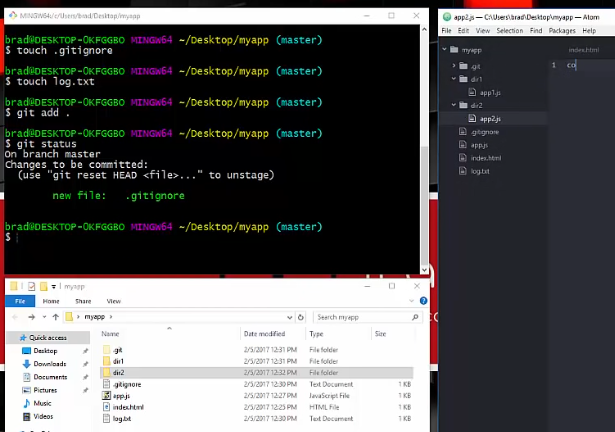 MINGW64:/c/Users/brad/Desktop/myapp
brad@DESKTOP-0KFGGBO MINGW64 ~/Desktop/myapp (master)
$ touch .gitignore
brad@DESKTOP-0KFGGBO MINGW64 ~/Desktop/myapp (master)
$ touch log.txt
brad@DESKTOP-0KFGGBO MINGW64 ~/Desktop/myapp (master)
$ git add .
brad@DESKTOP-0KFGGBO MINGW64 ~/Desktop/myapp (master)
$ git status
On branch master
Changes to be committed:
(use "git reset HEAD <file>..." to unstage)
new file: .gitignore
brad@DESKTOP-0KFGGBO MINGW64 ~/Desktop/myapp (master)
$
app2.js — C:\Users\brad\Desktop\myapp — Atom
File Edit View Selection Find Packages Help
myapp
index.html
.git
1 co
dir1
app1.js
dir2
app2.js
.gitignore
app.js
index.html
log.txt
myapp
File Home Share View
myapp
Search myapp
Quick access
Desktop
Downloads
Documents
Pictures
Music
Videos
Name Date modified Type Size
.git 2/5/2017 12:31 PM File folder
dir1 2/5/2017 12:31 PM File folder
dir2 2/5/2017 12:32 PM File folder
.gitignore 2/5/2017 12:30 PM Text Document 1 KB
app.js 2/5/2017 12:24 PM JavaScript File 1 KB
index.html 2/5/2017 12:23 PM HTML File 1 KB
log.txt 2/5/2017 12:31 PM Text Document 1 KB